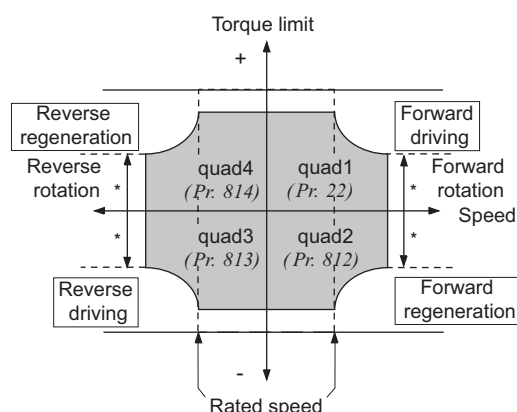 Torque limit
+
Reverse
regeneration
Forward
driving
Reverse
rotation
*
quad4
(Pr. 814)
quad1
(Pr. 22)
*
Forward
rotation
Speed
*
quad3
(Pr. 813)
quad2
(Pr. 812)
*
Reverse
driving
Forward
regeneration
-
Rated speed